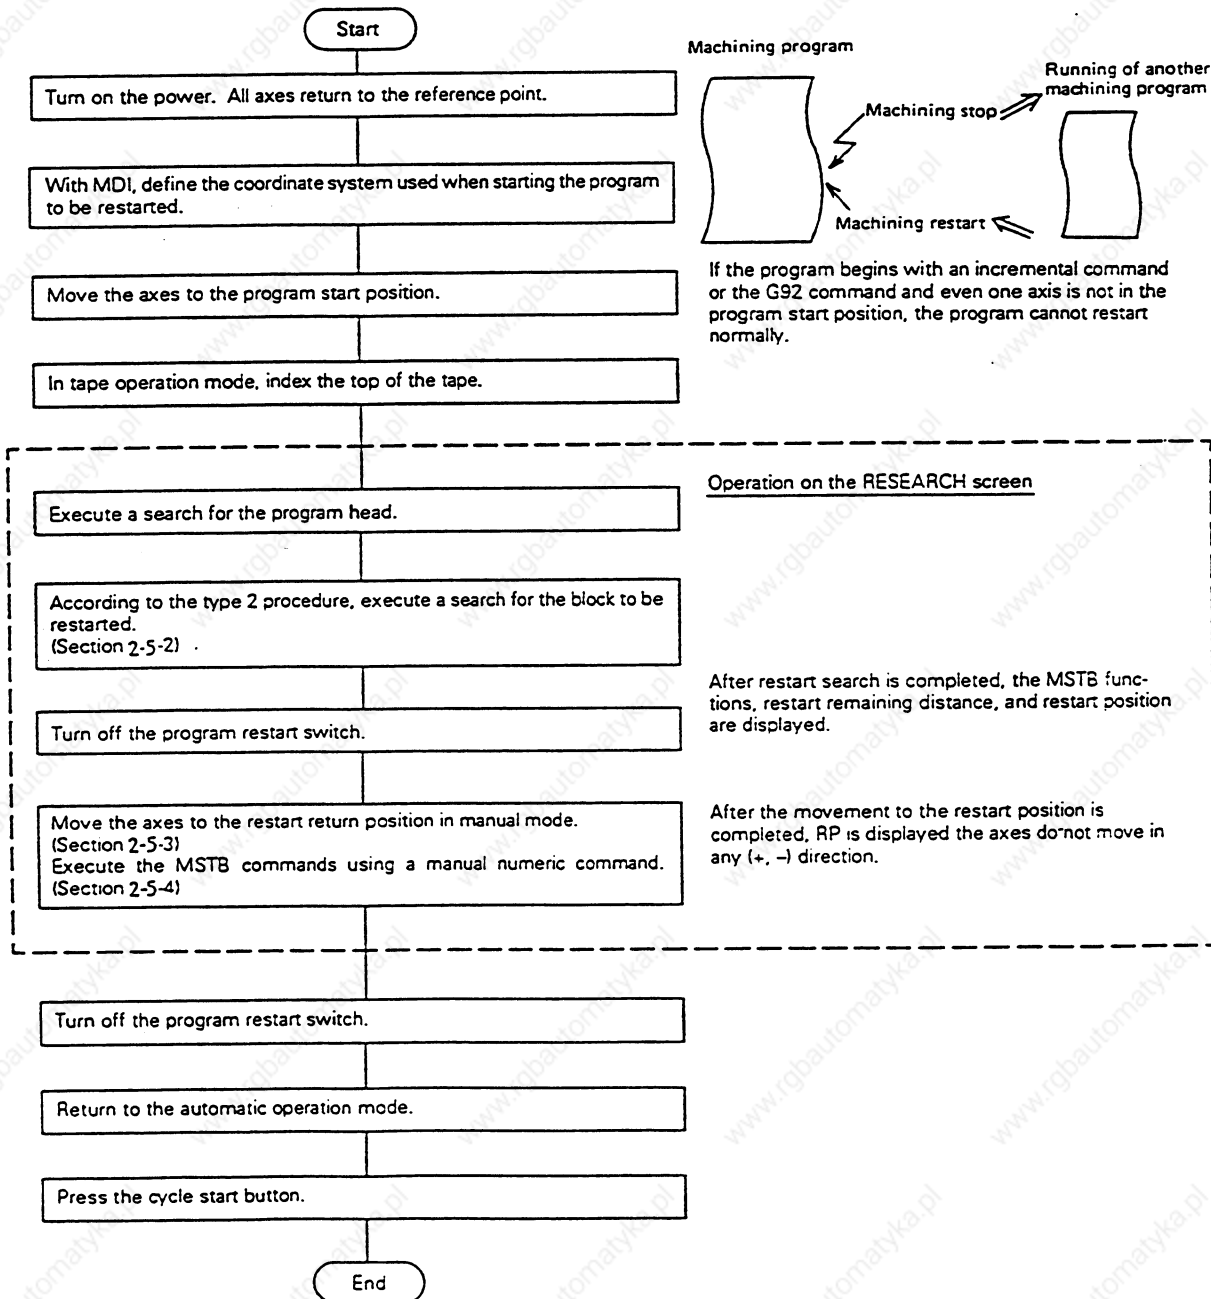 Start
Turn on the power. All axes return to the reference point.
With MDI, define the coordinate system used when starting the program
to be restarted.
Move the axes to the program start position.
In tape operation mode, index the top of the tape.
Machining program
Running of another
machining program
Machining stop
Machining restart
If the program begins with an incremental command
or the G92 command and even one axis is not in the
program start position, the program cannot restart
normally.
Operation on the RESEARCH screen
Execute a search for the program head.
According to the type 2 procedure, execute a search for the block to be
restarted.
(Section 2-5-2) .
After restart search is completed, the MSTB func-
tions, restart remaining distance, and restart position
are displayed.
Turn off the program restart switch.
Move the axes to the restart return position in manual mode.
(Section 2-5-3)
Execute the MSTB commands using a manual numeric command.
(Section 2-5-4)
After the movement to the restart position is
completed, RP is displayed the axes do not move in
any (+, −) direction.
Turn off the program restart switch.
Return to the automatic operation mode.
Press the cycle start button.
End
www.rgbautomatyka.pl